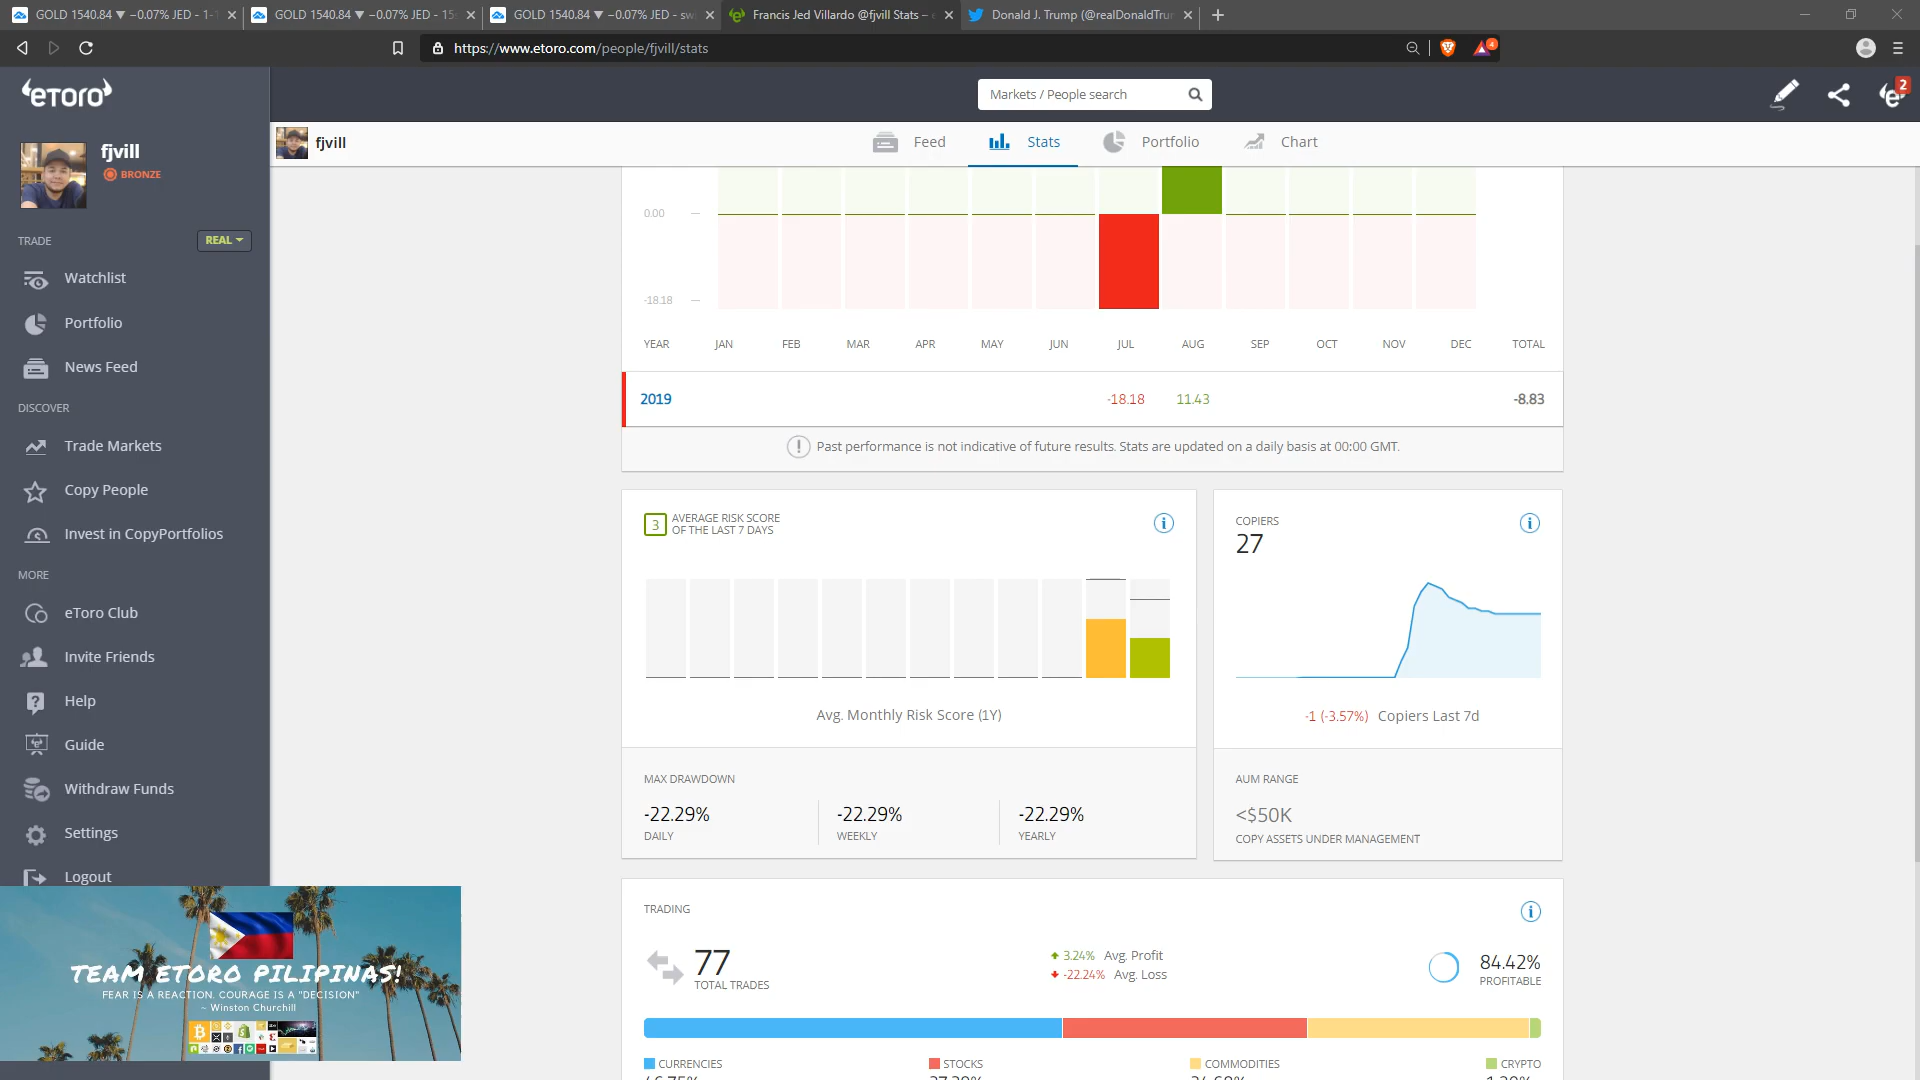 GOLD 1540.84 ▼ −0.07% JED - 1-1
GOLD 1540.84 ▼ −0.07% JED - 15
GOLD 1540.84 ▼ −0.07% JED - sw
Francis Jed Villardo @fjvill Stats –
Donald J. Trump (@realDonaldTru
https://www.etoro.com/people/fjvill/stats
4
eToro
Markets / People search
2
fjvill
BRONZE
fjvill
Feed
Stats
Portfolio
Chart
TRADE
REAL
Watchlist
Portfolio
News Feed
DISCOVER
Trade Markets
Copy People
Invest in CopyPortfolios
MORE
eToro Club
Invite Friends
Help
Guide
Withdraw Funds
Settings
Logout
0.00
-18.18
YEAR JAN FEB MAR APR MAY JUN JUL AUG SEP OCT NOV DEC TOTAL
2019 -18.18 11.43 -8.83
Past performance is not indicative of future results. Stats are updated on a daily basis at 00:00 GMT.
3 AVERAGE RISK SCORE
OF THE LAST 7 DAYS
Avg. Monthly Risk Score (1Y)
MAX DRAWDOWN
-22.29% -22.29% -22.29%
DAILY WEEKLY YEARLY
COPIERS
27
-1 (-3.57%) Copiers Last 7d
AUM RANGE
<$50K
COPY ASSETS UNDER MANAGEMENT
TRADING
77
TOTAL TRADES
3.24% Avg. Profit
-22.24% Avg. Loss
84.42%
PROFITABLE
CURRENCIES STOCKS COMMODITIES CRYPTO
TEAM ETORO PILIPINAS!
FEAR IS A REACTION. COURAGE IS A "DECISION"
~ Winston Churchill